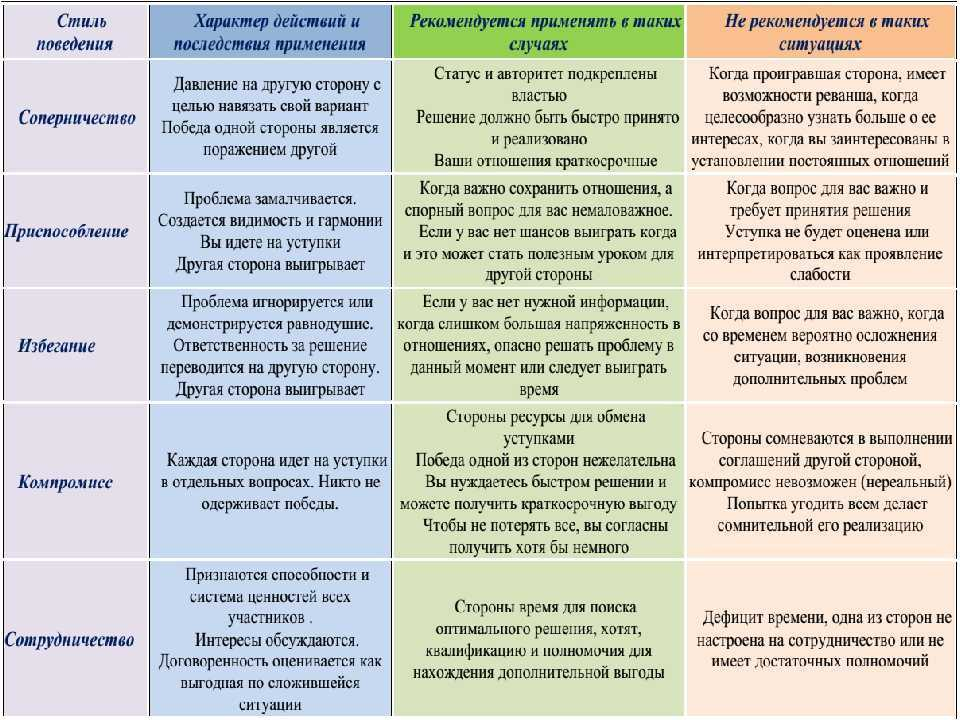 Стиль
поведения
Характер действий и
последствия применения
Рекомендуется применять в таких
случаях
Не рекомендуется в таких
ситуациях
Соперничество
Давление на другую сторону с
целью навязать свой вариант
Победа одной стороны является
поражением другой
Статус и авторитет подкреплены
властью
Решение должно быть быстро принято
и реализовано
Ваши отношения краткосрочные
Когда проигравшая сторона, имеет
возможности реванша, когда
целесообразно узнать больше о ее
интересах, когда вы заинтересованы в
установлении постоянных отношений
Приспособление
Проблема замалчивается.
Создается видимость и гармонии
Вы идете на уступки
Другая сторона выигрывает
Когда важно сохранить отношения, а
спорный вопрос для вас немаловажное.
Если у вас нет шансов выиграть когда
и это может стать полезным уроком для
другой стороны
Когда вопрос для вас важно и
требует принятия решения
Уступка не будет оценена или
интерпретироваться как проявление
слабости
Избегание
Проблема игнорируется или
демонстрируется равнодушие.
Ответственность за решение
переводится на другую сторону.
Другая сторона выигрывает
Если у вас нет нужной информации,
когда слишком большая напряженность в
отношениях, опасно решать проблему в
данный момент или следует выиграть
время
Когда вопрос для вас важно, когда
со временем вероятно осложнения
ситуации, возникновения
дополнительных проблем
Компромисс
Каждая сторона идет на уступки
в отдельных вопросах. Никто не
одерживает победы.
Стороны ресурсы для обмена
уступками
Победа одной из сторон нежелательна
Вы нуждаетесь быстром решении и
можете получить краткосрочную выгоду
Чтобы не потерять все, вы согласны
получить хотя бы немного
Стороны сомневаются в выполнении
соглашений другой стороной,
компромисс невозможен (нереальный)
Попытка угодить всем делает
сомнительной его реализацию
Сотрудничество
Признаются способности и
система ценностей всех
участников .
Интересы обсуждаются.
Договоренность оценивается как
выгодная по сложившейся
ситуации
Стороны время для поиска
оптимального решения, хотят,
квалификацию и полномочия для
нахождения дополнительной выгоды
Дефицит времени, одна из сторон не
настроена на сотрудничество или не
имеет достаточных полномочий